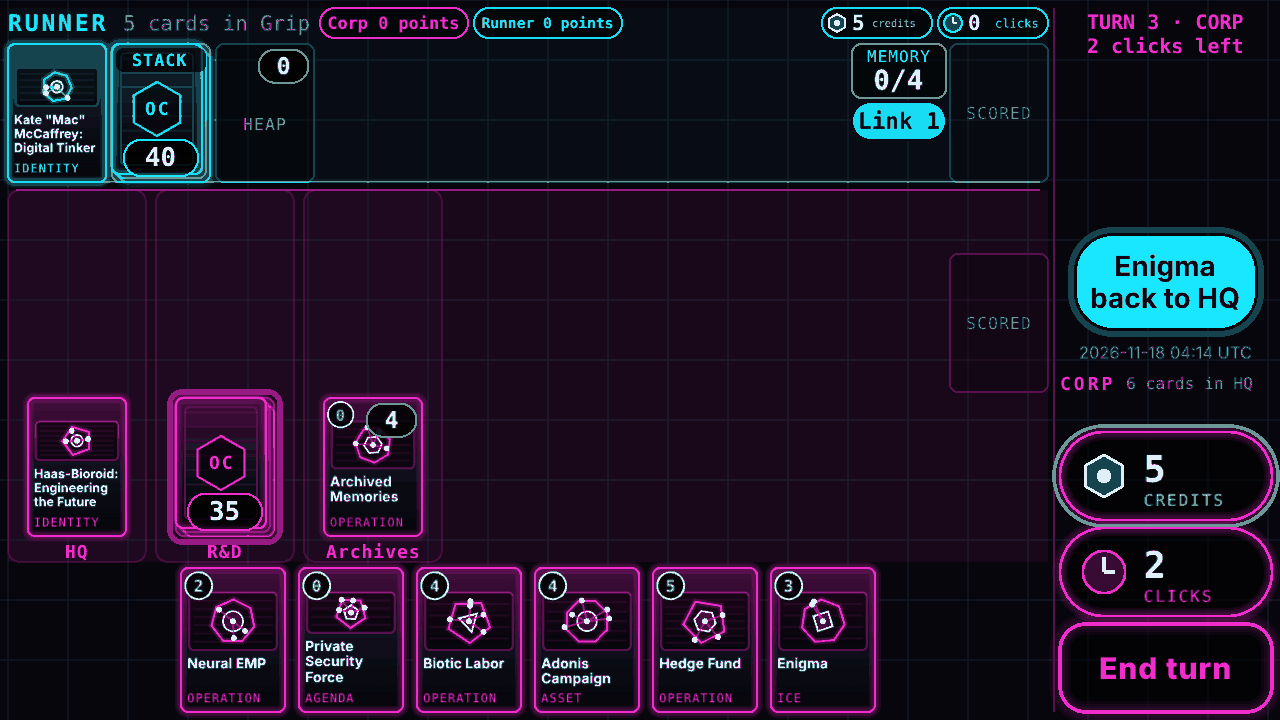 RUNNER 5 cards in Grip Corp 0 points Runner 0 points 5 credits 0 clicks
TURN 3 · CORP
2 clicks left
Kate "Mac"
McCaffrey:
Digital Tinker
IDENTITY
STACK
OC
40
0
HEAP
MEMORY
0/4
Link 1
SCORED
SCORED
Enigma
back to HQ
2026-11-18 04:14 UTC
CORP 6 cards in HQ
Haas-Bioroid:
Engineering
the Future
IDENTITY
HQ
OC
35
R&D
0
4
Archived
Memories
OPERATION
Archives
5
CREDITS
2
CLICKS
End turn
2
Neural EMP
OPERATION
0
Private
Security
Force
AGENDA
4
Biotic Labor
OPERATION
4
Adonis
Campaign
ASSET
5
Hedge Fund
OPERATION
3
Enigma
ICE